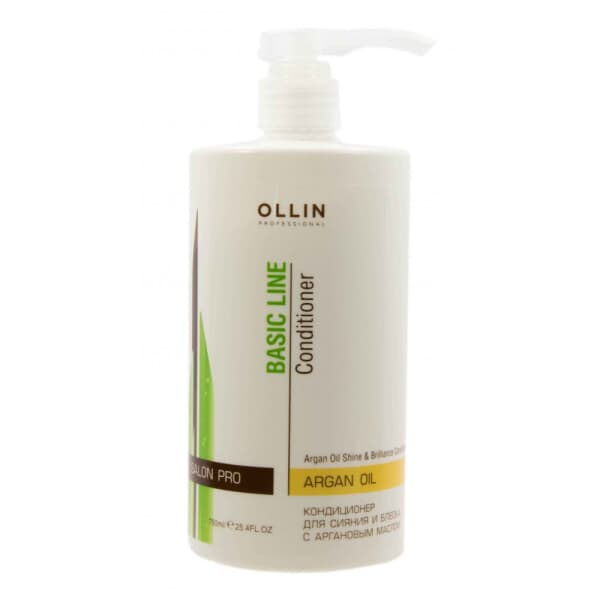 OLLIN
PROFESSIONAL
BASIC LINE
Conditioner
Argan Oil Shine & Brilliance
SALON PRO
ARGAN OIL
750ml e 25.4FL.OZ
КОНДИЦИОНЕР
ДЛЯ СИЯНИЯ И БЛЕСКА
С АРГАНОВЫМ МАСЛОМ